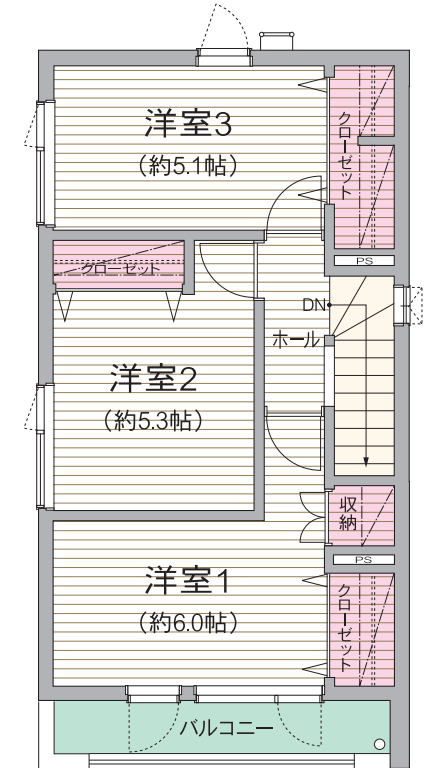 洋室3
(約5.1帖)
クローゼット
PS
クローゼット
DN
ホール
洋室2
(約5.3帖)
収納
PS
洋室1
(約6.0帖)
クローゼット
バルコニー